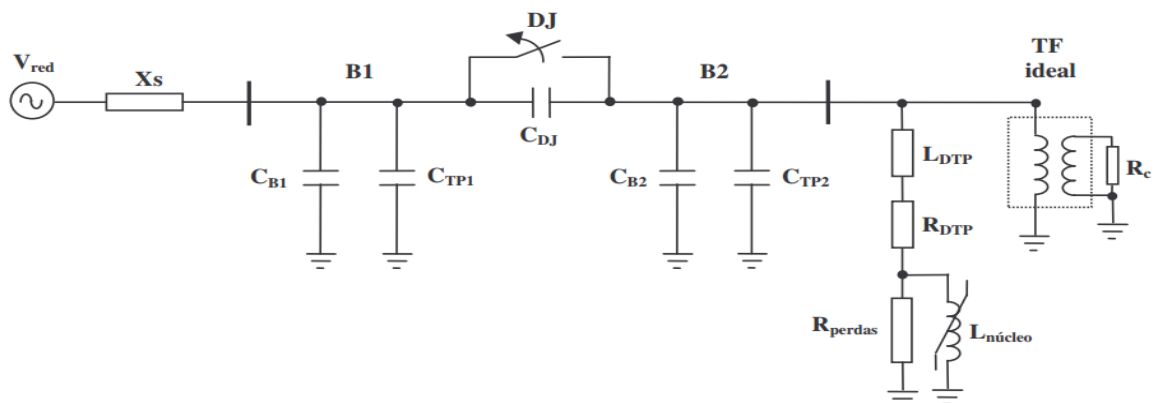 DJ
TF
ideal
V_red
Xs
B1
B2
C_DJ
L_DTP
C_B1
C_TP1
C_B2
C_TP2
R_c
R_DTP
R_perdas
L_núcleo